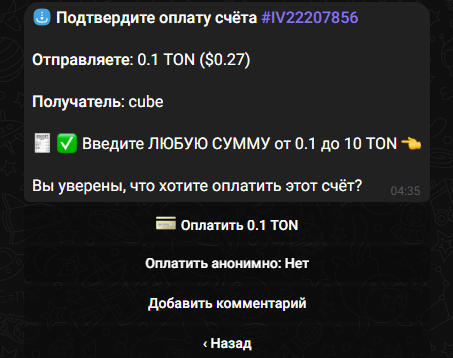 Подтвердите оплату счёта #IV22207856
Отправляете: 0.1 TON ($0.27)
Получатель: cube
Введите ЛЮБУЮ СУММУ от 0.1 до 10 TON
Вы уверены, что хотите оплатить этот счёт?
04:35
Оплатить 0.1 TON
Оплатить анонимно: Нет
Добавить комментарий
‹ Назад